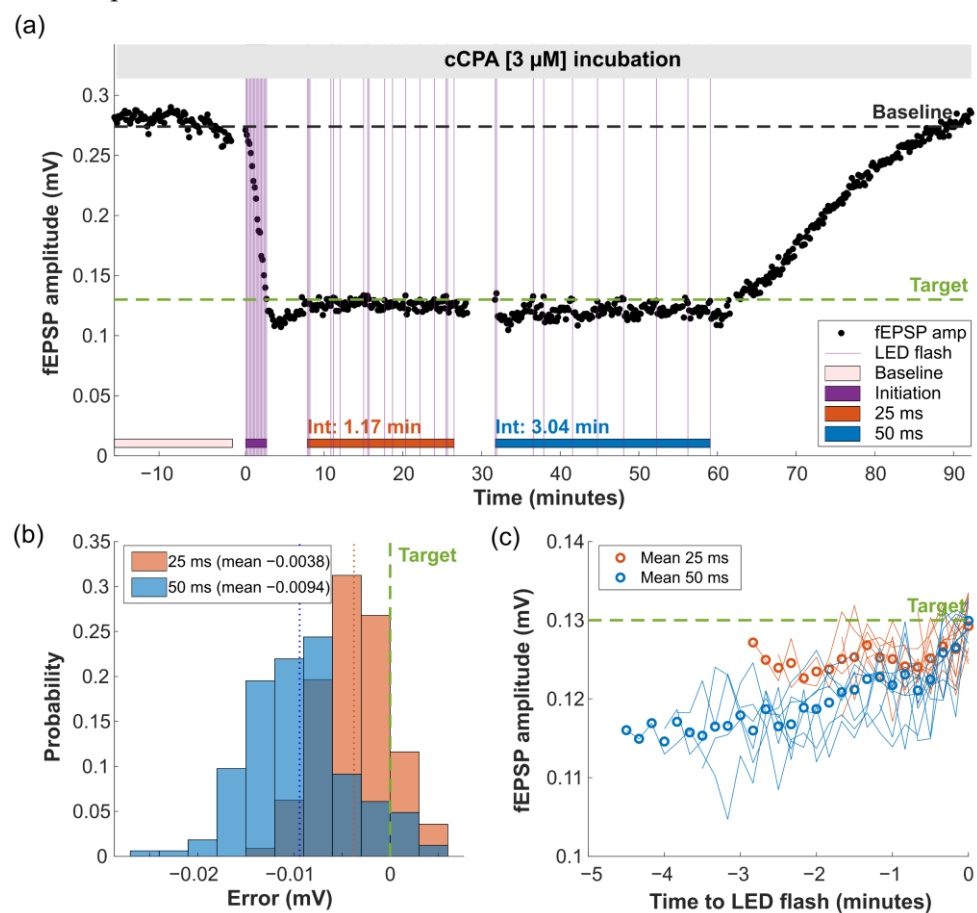 (a)
cCPA [3 µM] incubation
0.3
0.25
0.2
0.15
0.1
0.05
0
fEPSP amplitude (mV)
Baseline
Target
fEPSP amp
LED flash
Baseline
Initiation
25 ms
50 ms
Int: 1.17 min
Int: 3.04 min
−10
0
10
20
30
40
50
60
70
80
90
Time (minutes)
(b)
0.35
0.3
0.25
0.2
0.15
0.1
0.05
0
Probability
25 ms (mean −0.0038)
50 ms (mean −0.0094)
Target
−0.02
−0.01
0
Error (mV)
(c)
0.14
0.13
0.12
0.11
0.1
fEPSP amplitude (mV)
Mean 25 ms
Mean 50 ms
Target
−5
−4
−3
−2
−1
0
Time to LED flash (minutes)